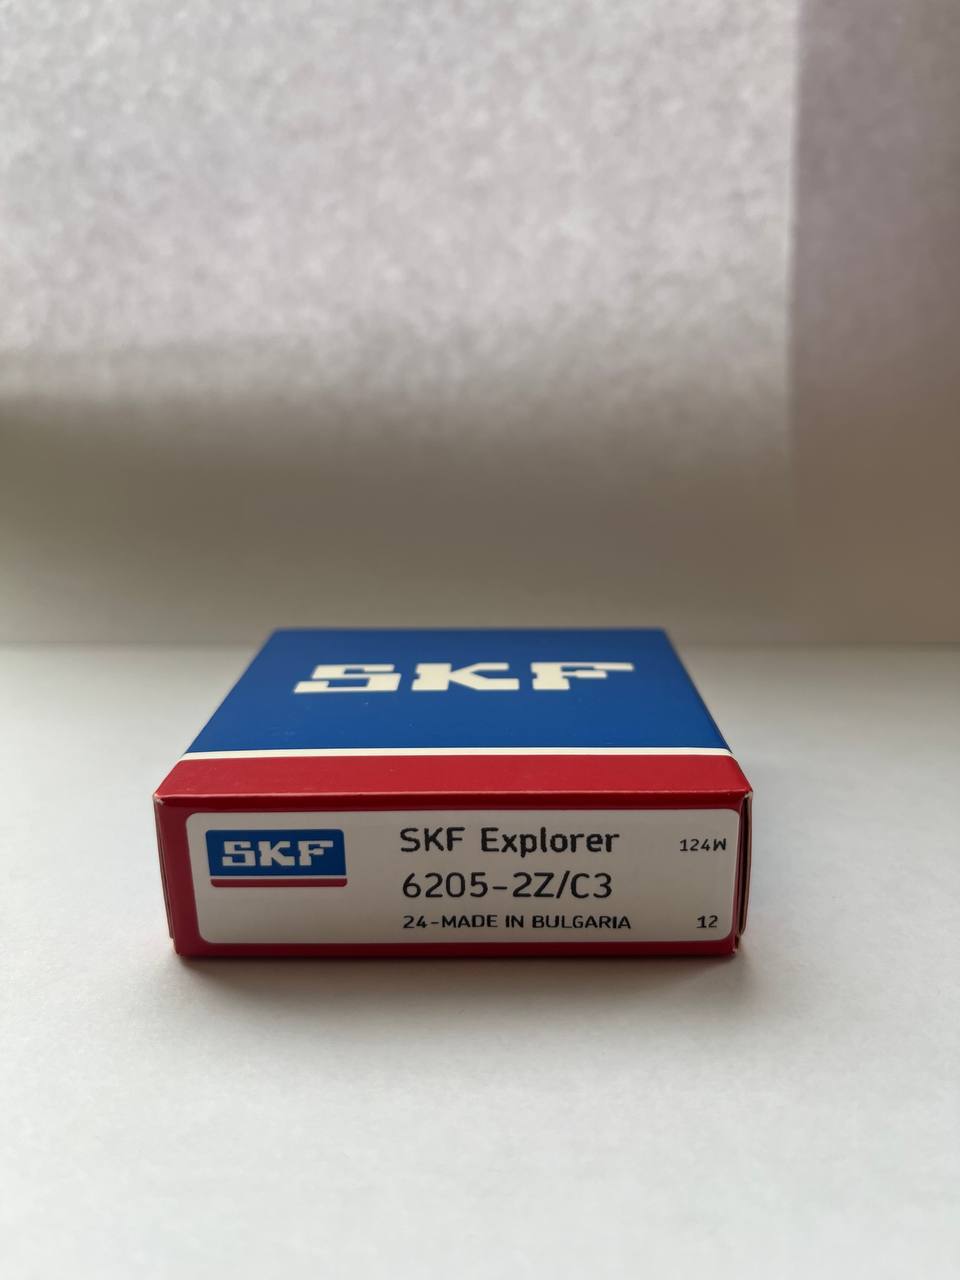 SKF
SKF
SKF Explorer
124W
6205-2Z/C3
24-MADE IN BULGARIA
12